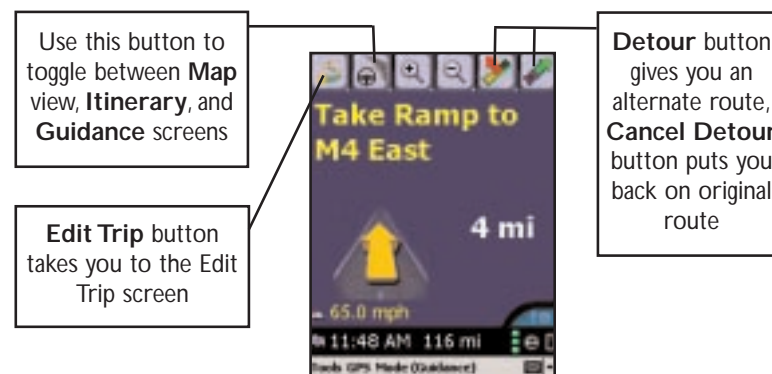 Use this button to
toggle between Map
view, Itinerary, and
Guidance screens
Edit Trip button
takes you to the Edit
Trip screen
Take Ramp to
M4 East
4 mi
65.0 mph
11:48 AM 116 mi
Tools GPS Mode (Guidance)
Detour button
gives you an
alternate route,
Cancel Detour
button puts you
back on original
route